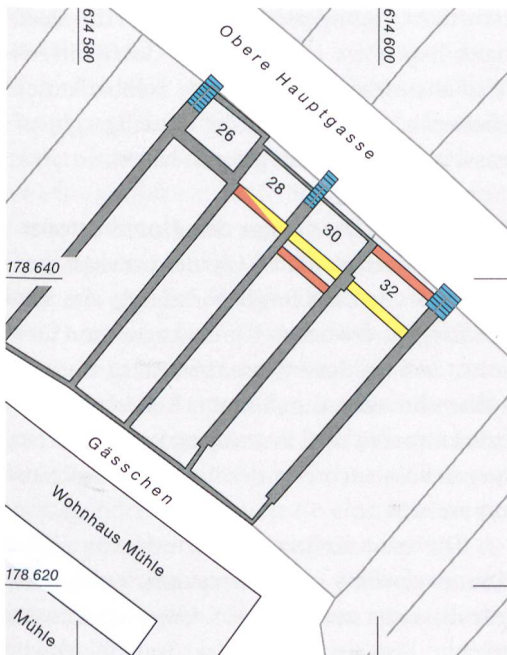 614 580
614 600
Obere Hauptgasse
26
28
30
32
178 640
Gässchen
Wohnhaus Mühle
178 620
Mühle